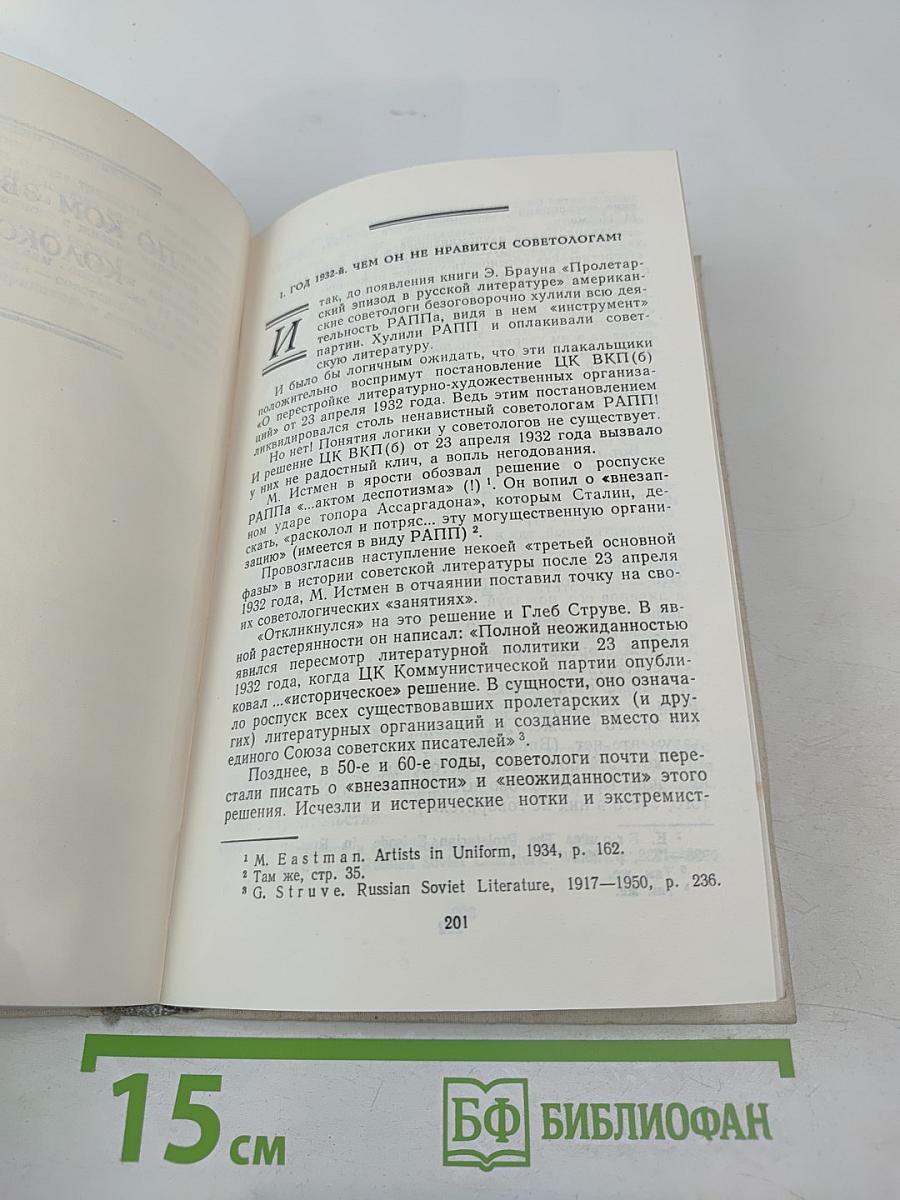 ПО КОМ ЗВ
КОЛОКО
1. ГОД 1932-й. ЧЕМ ОН НЕ НРАВИТСЯ СОВЕТОЛОГАМ?
Итак, до появления книги Э. Брауна «Пролетар-
ский эпизод в русской литературе» американ-
ские советологи безоговорочно хулили всю дея-
тельность РАППа, видя в нем «инструмент»
партии. Хулили РАПП и оплакивали совет-
скую литературу.
И было бы логичным ожидать, что эти плакальщики
положительно воспримут постановление ЦК ВКП(б)
«О перестройке литературно-художественных организа-
ций» от 23 апреля 1932 года. Ведь этим постановлением
ликвидировался столь ненавистный советологам РАПП!
Но нет! Понятия логики у советологов не существует.
И решение ЦК ВКП(б) от 23 апреля 1932 года вызвало
у них не радостный клич, а вопль негодования.
М. Истмен в ярости обозвал решение о роспуске
РАППа «...актом деспотизма» (!) ¹. Он вопил о «внезап-
ном ударе топора Ассаргадона», которым Сталин, де-
скать, «расколол и потряс... эту могущественную органи-
зацию» (имеется в виду РАПП) ².
Провозгласив наступление некоей «третьей основной
фазы» в истории советской литературы после 23 апреля
1932 года, М. Истмен в отчаянии поставил точку на сво-
их советологических «занятиях».
«Откликнулся» на это решение и Глеб Струве. В яв-
ной растерянности он написал: «Полной неожиданностью
явился пересмотр литературной политики 23 апреля
1932 года, когда ЦК Коммунистической партии опубли-
ковал ...«историческое» решение. В сущности, оно означа-
ло роспуск всех существовавших пролетарских (и дру-
гих) литературных организаций и создание вместо них
единого Союза советских писателей» ³.
Позднее, в 50-е и 60-е годы, советологи почти пере-
стали писать о «внезапности» и «неожиданности» этого
решения. Исчезли и истерические нотки и экстремист-
¹ M. Eastman. Artists in Uniform, 1934, p. 162.
² Там же, стр. 35.
³ G. Struve. Russian Soviet Literature, 1917—1950, p. 236.
201
15 см
БФ БИБЛИОФАН